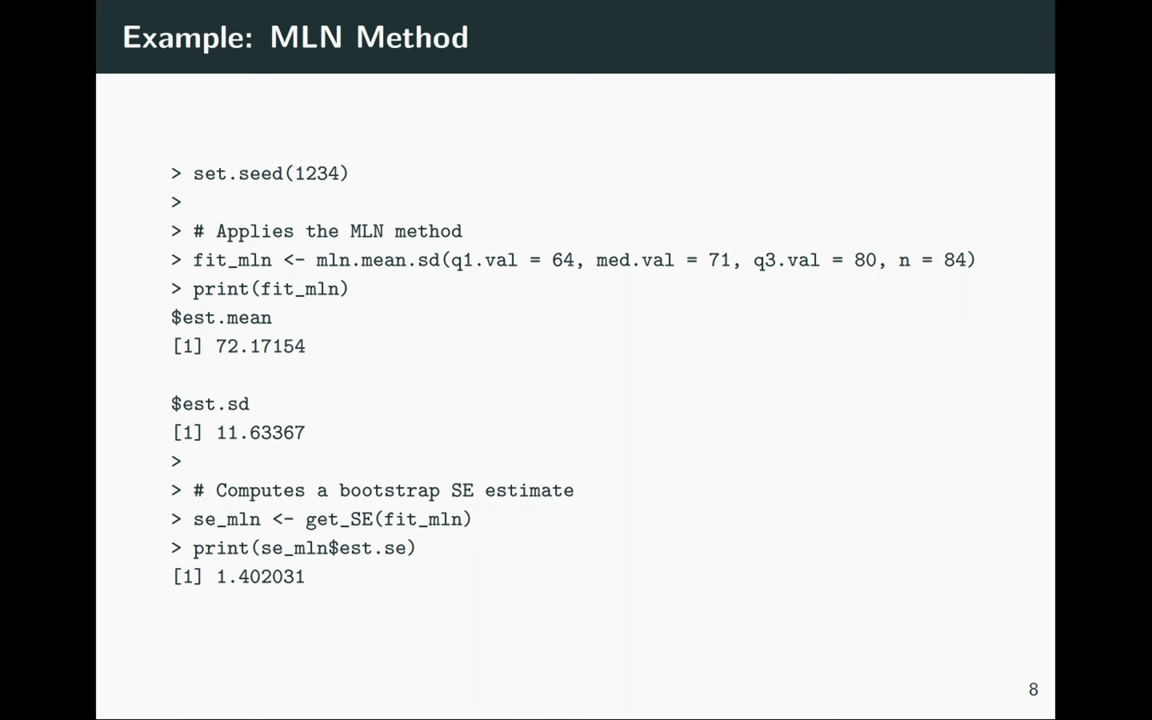 Example: MLN Method
> set.seed(1234)
>
> # Applies the MLN method
> fit_mln <- mln.mean.sd(q1.val = 64, med.val = 71, q3.val = 80, n = 84)
> print(fit_mln)
$est.mean
[1] 72.17154
$est.sd
[1] 11.63367
>
> # Computes a bootstrap SE estimate
> se_mln <- get_SE(fit_mln)
> print(se_mln$est.se)
[1] 1.402031
8